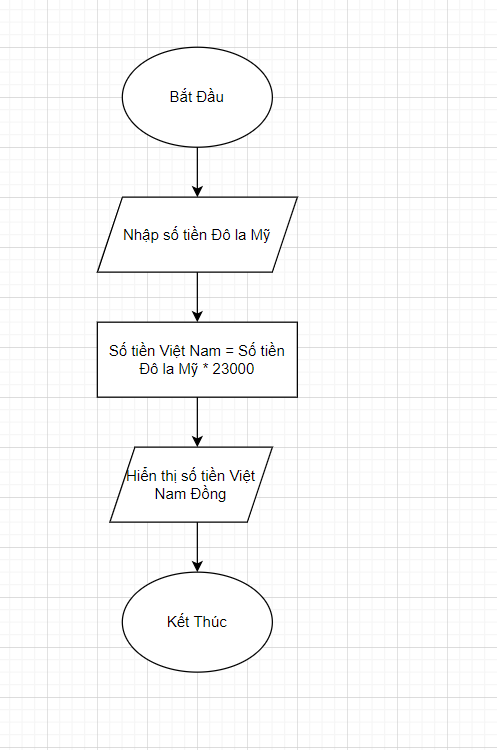 Bắt Đầu
Nhập số tiền Đô la Mỹ
Số tiền Việt Nam = Số tiền
Đô la Mỹ * 23000
Hiển thị số tiền Việt
Nam Đồng
Kết Thúc